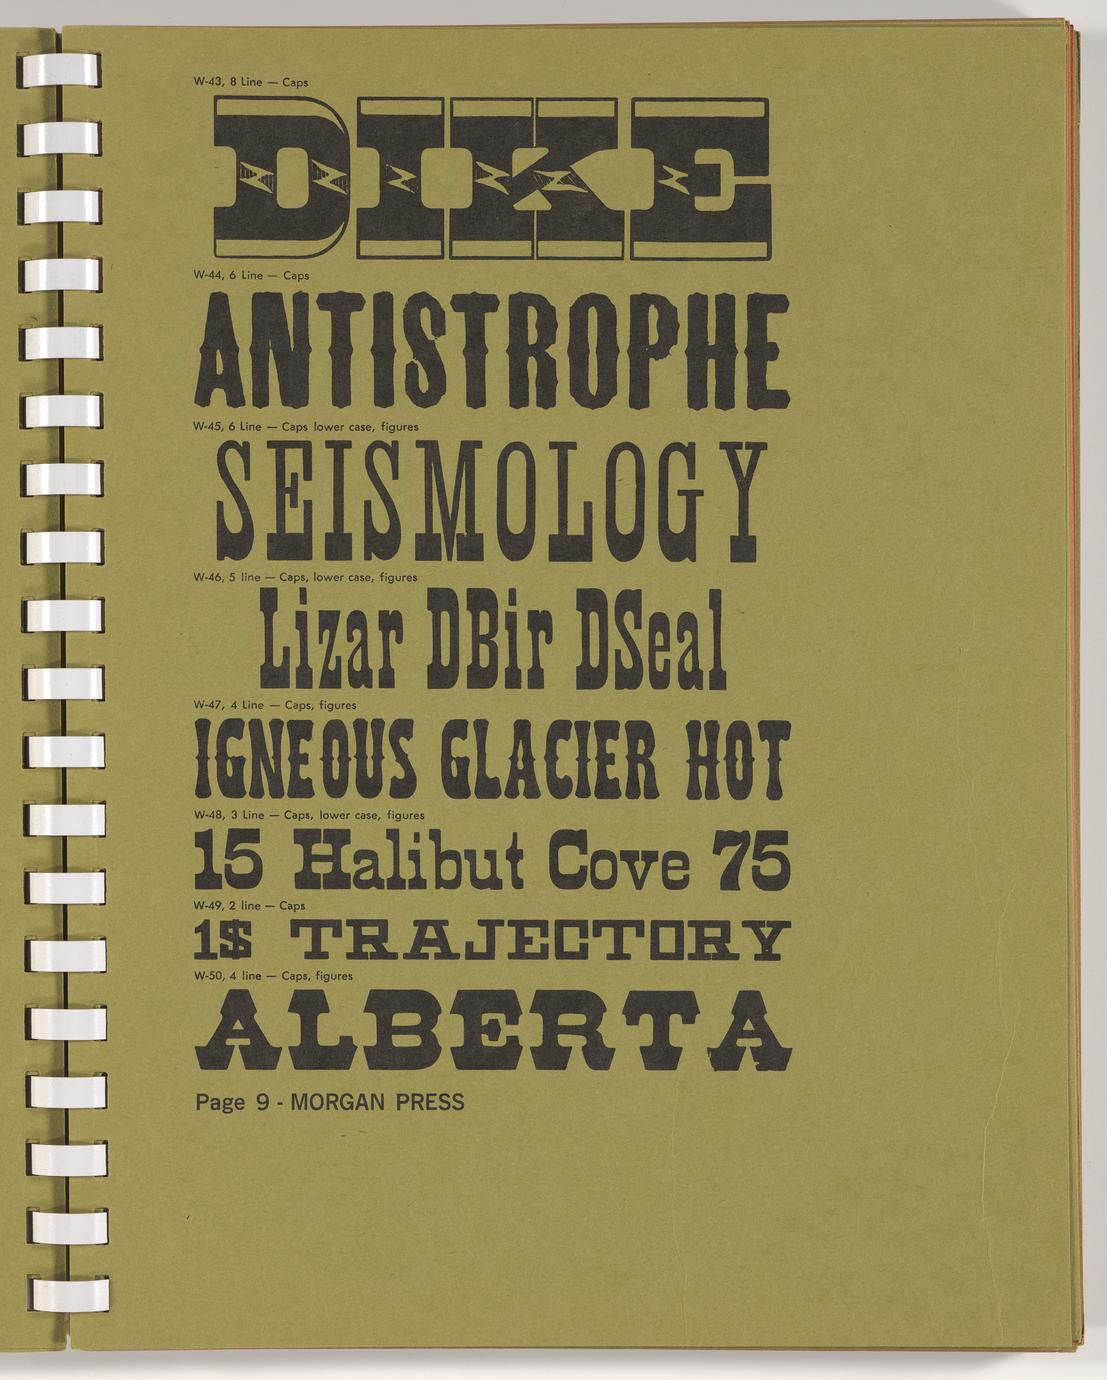 W-43, 8 Line — Caps
DIKE
W-44, 6 Line — Caps
ANTISTROPHE
W-45, 6 Line — Caps lower case, figures
SEISMOLOGY
W-46, 5 line — Caps, lower case, figures
Lizar DBir DSeal
W-47, 4 Line — Caps, figures
IGNEOUS GLACIER HOT
W-48, 3 Line — Caps, lower case, figures
15 Halibut Cove 75
W-49, 2 line — Caps
1$ TRAJECTORY
W-50, 4 line — Caps, figures
ALBERTA
Page 9 - MORGAN PRESS